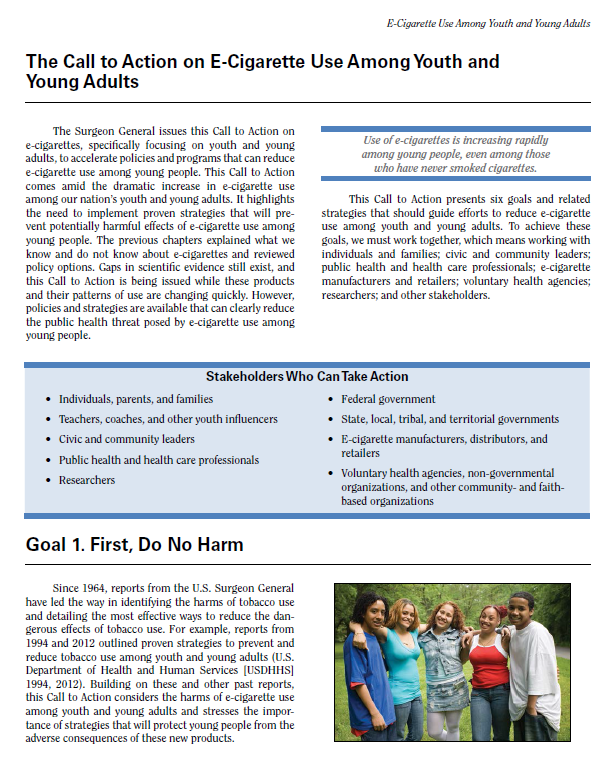 E-Cigarette Use Among Youth and Young Adults
The Call to Action on E-Cigarette Use Among Youth and
Young Adults
The Surgeon General issues this Call to Action on
e-cigarettes, specifically focusing on youth and young
adults, to accelerate policies and programs that can reduce
e-cigarette use among young people. This Call to Action
comes amid the dramatic increase in e-cigarette use
among our nation's youth and young adults. It highlights
the need to implement proven strategies that will pre-
vent potentially harmful effects of e-cigarette use among
young people. The previous chapters explained what we
know and do not know about e-cigarettes and reviewed
policy options. Gaps in scientific evidence still exist, and
this Call to Action is being issued while these products
and their patterns of use are changing quickly. However,
policies and strategies are available that can clearly reduce
the public health threat posed by e-cigarette use among
young people.
Use of e-cigarettes is increasing rapidly
among young people, even among those
who have never smoked cigarettes.
This Call to Action presents six goals and related
strategies that should guide efforts to reduce e-cigarette
use among youth and young adults. To achieve these
goals, we must work together, which means working with
individuals and families; civic and community leaders;
public health and health care professionals; e-cigarette
manufacturers and retailers; voluntary health agencies;
researchers; and other stakeholders.
Stakeholders Who Can Take Action
• Individuals, parents, and families
• Teachers, coaches, and other youth influencers
• Civic and community leaders
• Public health and health care professionals
• Researchers
• Federal government
• State, local, tribal, and territorial governments
• E-cigarette manufacturers, distributors, and
retailers
• Voluntary health agencies, non-governmental
organizations, and other community- and faith-
based organizations
Goal 1. First, Do No Harm
Since 1964, reports from the U.S. Surgeon General
have led the way in identifying the harms of tobacco use
and detailing the most effective ways to reduce the dan-
gerous effects of tobacco use. For example, reports from
1994 and 2012 outlined proven strategies to prevent and
reduce tobacco use among youth and young adults (U.S.
Department of Health and Human Services [USDHHS]
1994, 2012). Building on these and other past reports,
this Call to Action considers the harms of e-cigarette use
among youth and young adults and stresses the impor-
tance of strategies that will protect young people from the
adverse consequences of these new products.